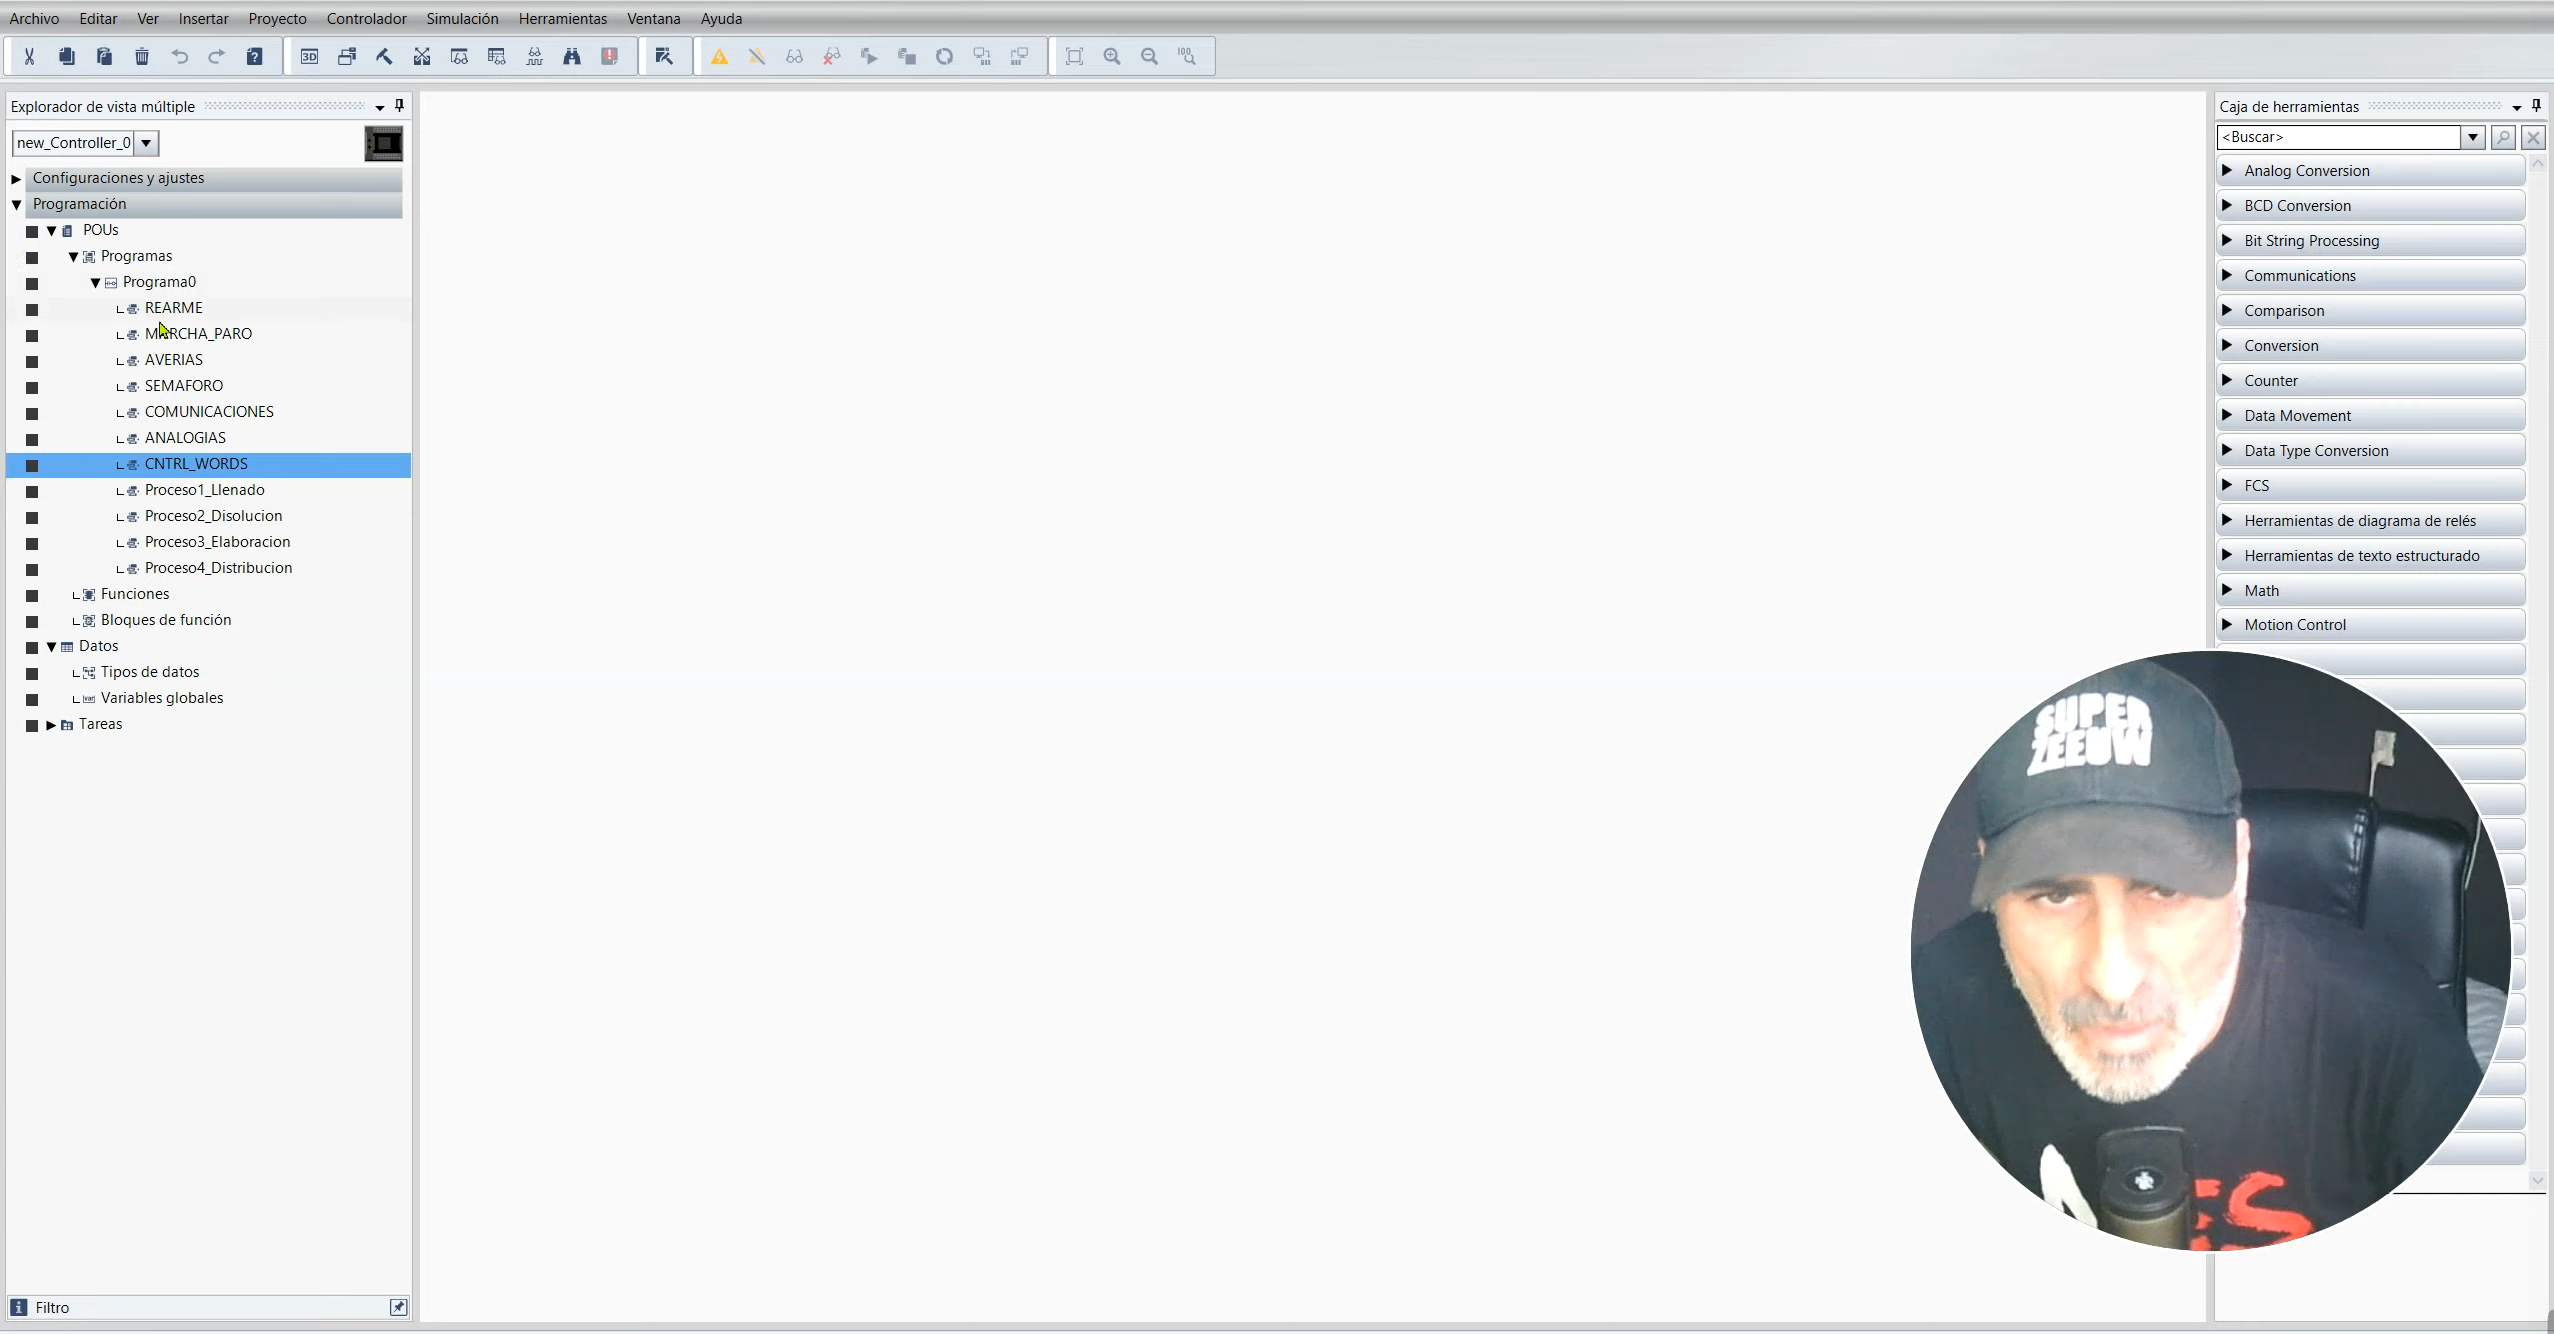 Archivo Editar Ver Insertar Proyecto Controlador Simulación Herramientas Ventana Ayuda
Explorador de vista múltiple
new_Controller_0
Configuraciones y ajustes
Programación
POUs
Programas
Programa0
REARME
MARCHA_PARO
AVERIAS
SEMAFORO
COMUNICACIONES
ANALOGIAS
CNTRL_WORDS
Proceso1_Llenado
Proceso2_Disolucion
Proceso3_Elaboracion
Proceso4_Distribucion
Funciones
Bloques de función
Datos
Tipos de datos
Variables globales
Tareas
Filtro
Caja de herramientas
<Buscar>
Analog Conversion
BCD Conversion
Bit String Processing
Communications
Comparison
Conversion
Counter
Data Movement
Data Type Conversion
FCS
Herramientas de diagrama de relés
Herramientas de texto estructurado
Math
Motion Control
SUPER
ZEEUW